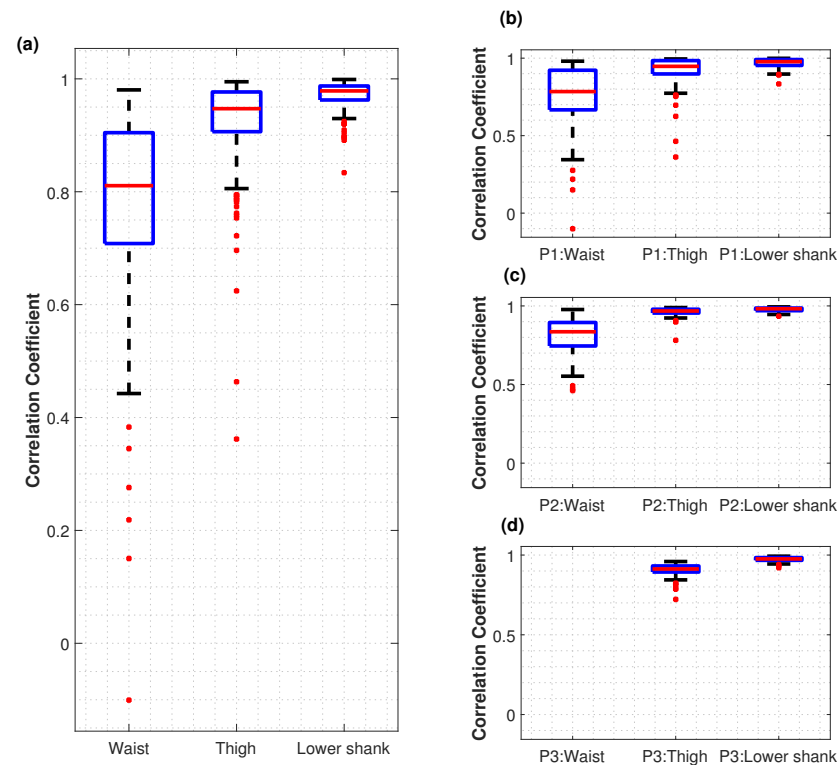 (a)
Correlation Coefficient
1
0.8
0.6
0.4
0.2
0
Waist Thigh Lower shank
(b)
Correlation Coefficient
1
0.5
0
P1:Waist P1:Thigh P1:Lower shank
(c)
Correlation Coefficient
1
0.5
0
P2:Waist P2:Thigh P2:Lower shank
(d)
Correlation Coefficient
1
0.5
0
P3:Waist P3:Thigh P3:Lower shank